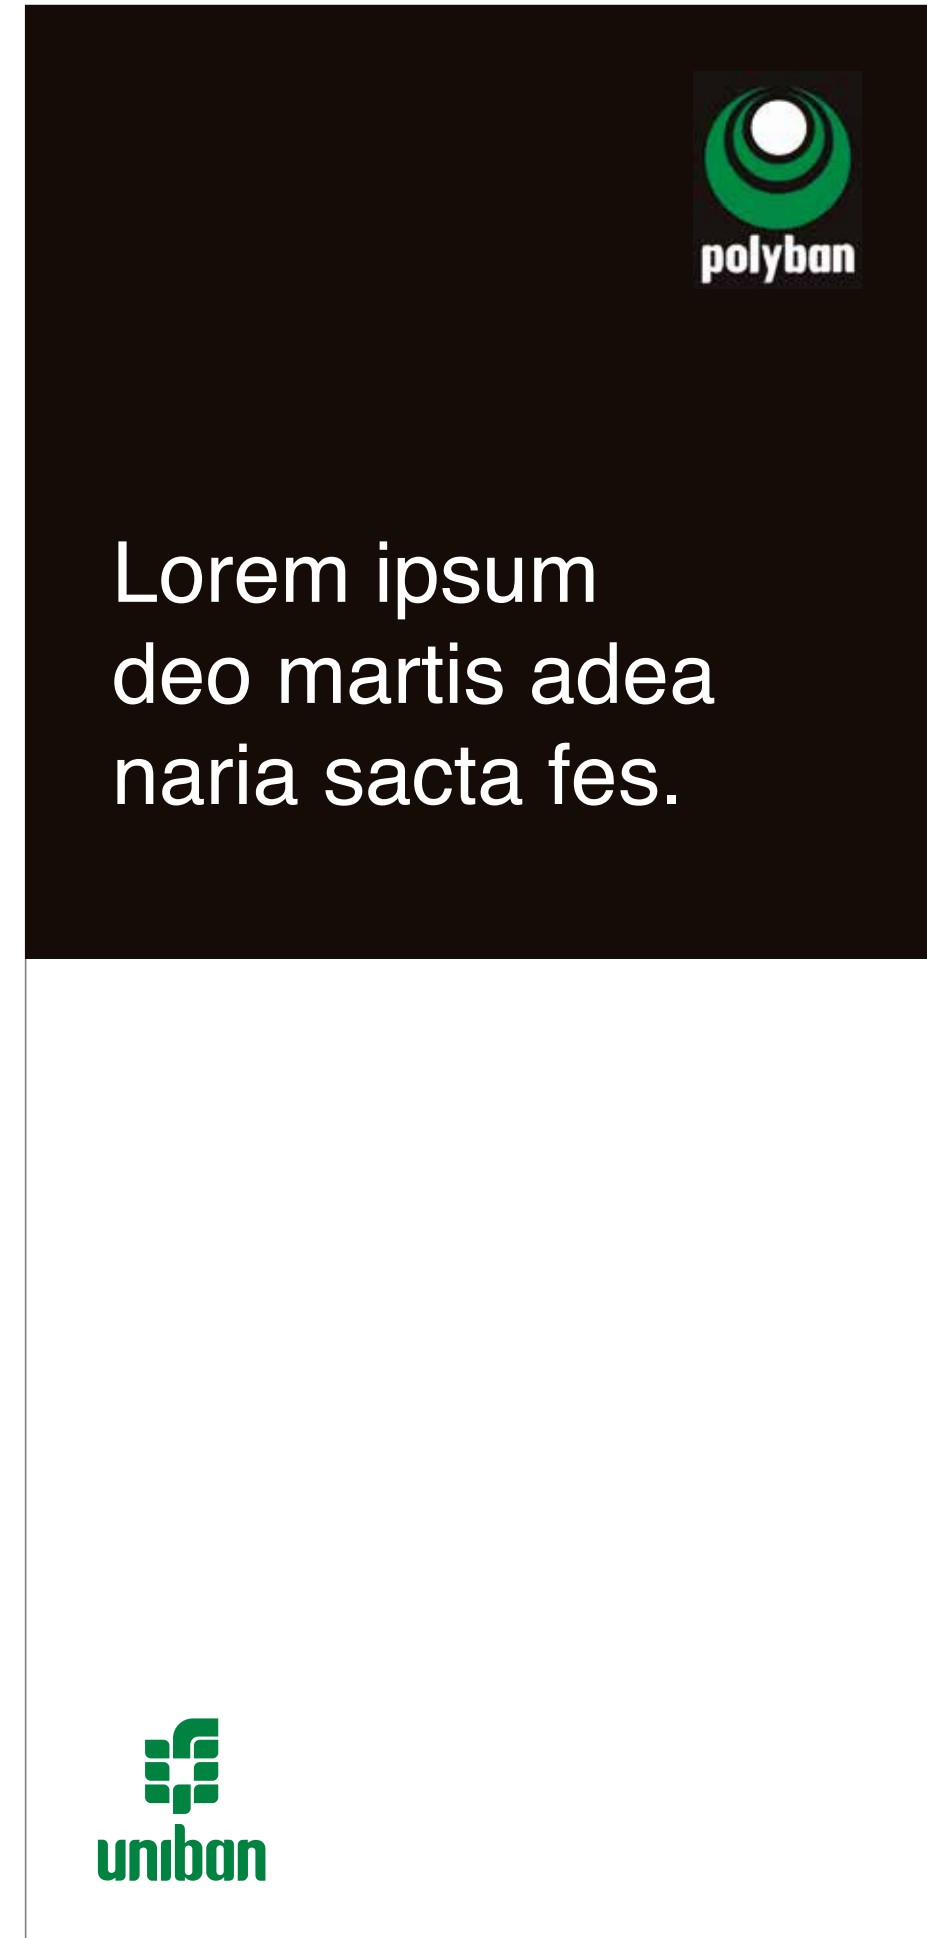 polyban
Lorem ipsum
deo martis adea
naria sacta fes.
uniban